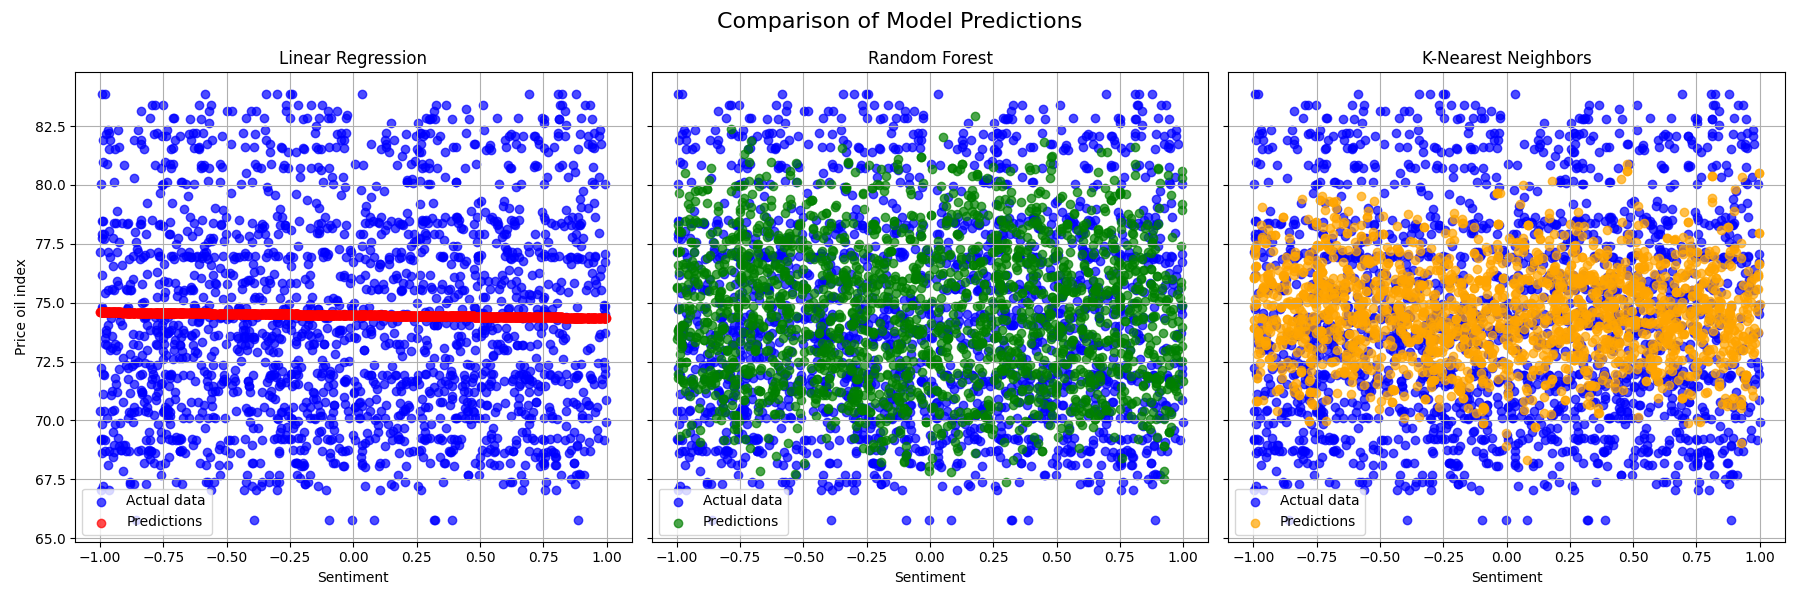 Comparison of Model Predictions
Linear Regression
Random Forest
K-Nearest Neighbors
Price oil index
82.5
80.0
77.5
75.0
72.5
70.0
67.5
65.0
Actual data
Predictions
Actual data
Predictions
Actual data
Predictions
−1.00 −0.75 −0.50 −0.25 0.00 0.25 0.50 0.75 1.00
−1.00 −0.75 −0.50 −0.25 0.00 0.25 0.50 0.75 1.00
−1.00 −0.75 −0.50 −0.25 0.00 0.25 0.50 0.75 1.00
Sentiment
Sentiment
Sentiment